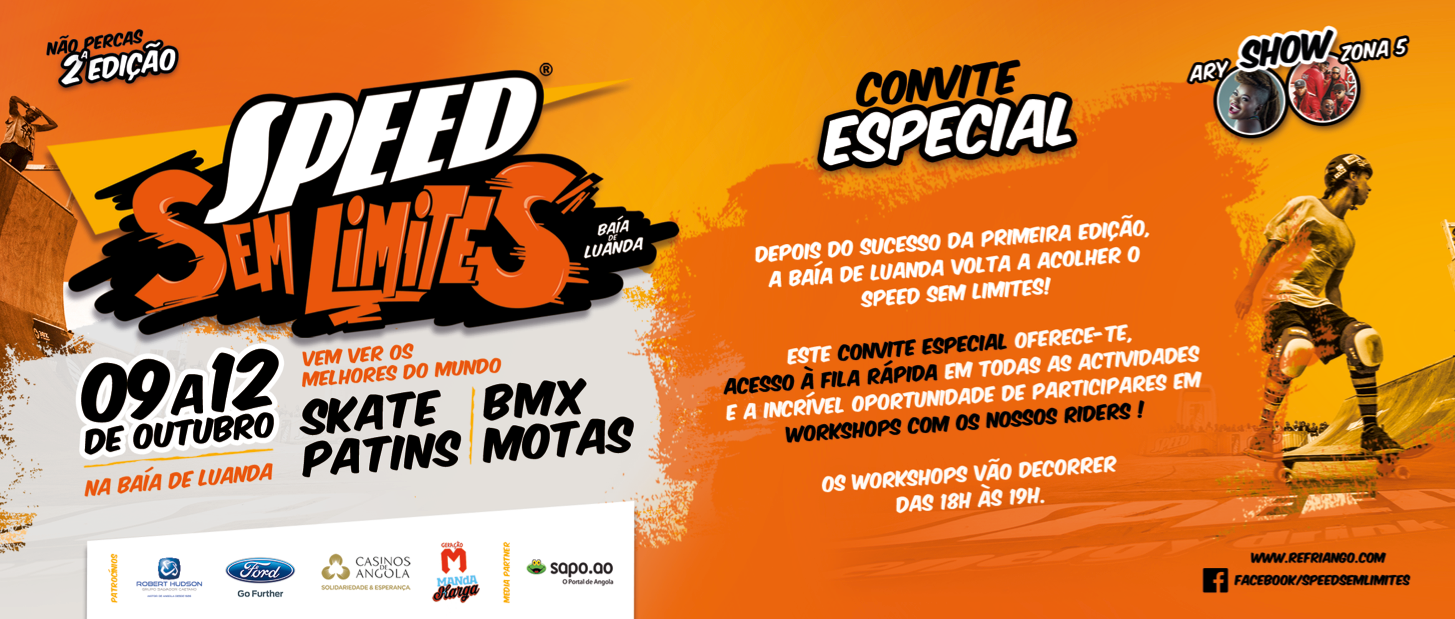 NÃO PERCAS
2ª EDIÇÃO
SPEED®
SEM LIMITES
BAÍA
DE
LUANDA
09 A 12
DE OUTUBRO
NA BAÍA DE LUANDA
VEM VER OS
MELHORES DO MUNDO
SKATE
PATINS
BMX
MOTAS
PATROCÍNIOS
ROBERT HUDSON
GRUPO SALVADOR CAETANO
Ford
Go Further
CASINOS
DE
ANGOLA
SOLIDARIEDADE & ESPERANÇA
GERAÇÃO
M
MANDA
Xarga
MEDIA PARTNER
sapo.ao
O Portal de Angola
CONVITE
ESPECIAL
ARY SHOW ZONA 5
DEPOIS DO SUCESSO DA PRIMEIRA EDIÇÃO,
A BAÍA DE LUANDA VOLTA A ACOLHER O
SPEED SEM LIMITES!
ESTE CONVITE ESPECIAL OFERECE-TE,
ACESSO À FILA RÁPIDA EM TODAS AS ACTIVIDADES
E A INCRÍVEL OPORTUNIDADE DE PARTICIPARES EM
WORKSHOPS COM OS NOSSOS RIDERS !
OS WORKSHOPS VÃO DECORRER
DAS 18H ÀS 19H.
WWW.REFRIANGO.COM
FACEBOOK/SPEEDSEMLIMITES